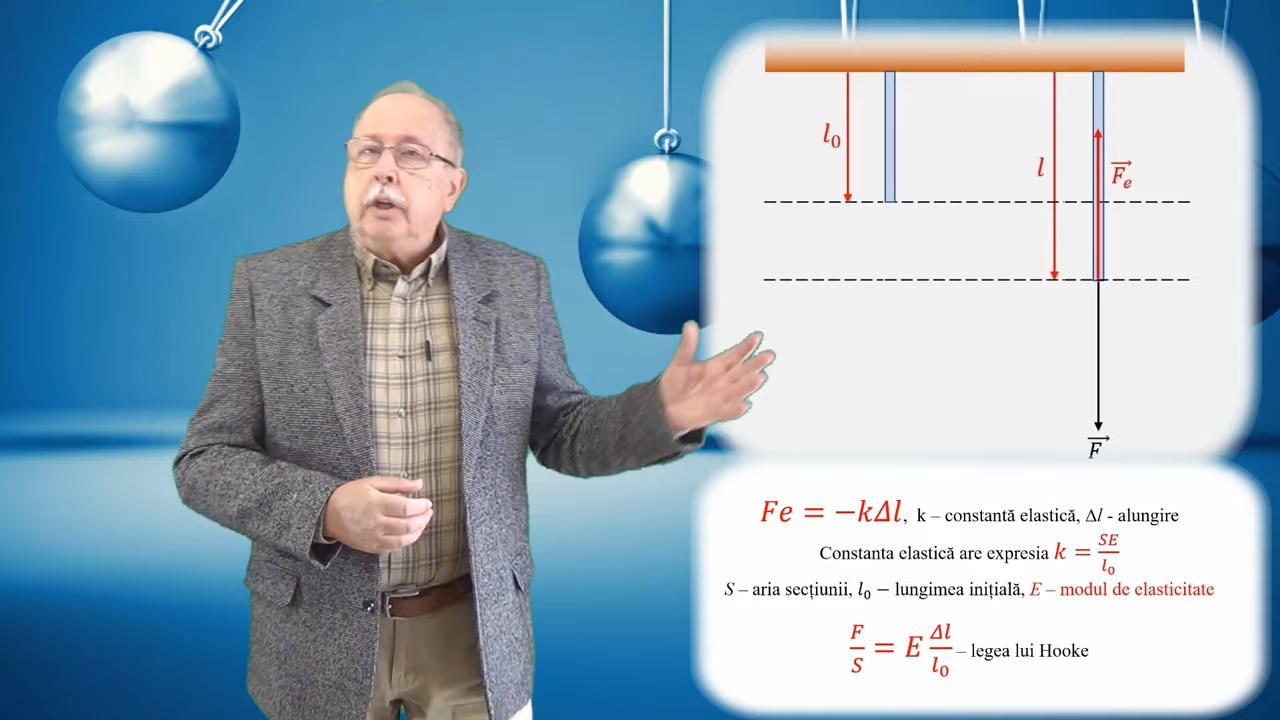 l₀
l
F⃗ₑ
F⃗
Fe = −kΔl, k – constantă elastică, Δl - alungire
Constanta elastică are expresia k = SE/l₀
S – aria secțiunii, l₀ − lungimea inițială, E – modul de elasticitate
F/S = E Δl/l₀ – legea lui Hooke